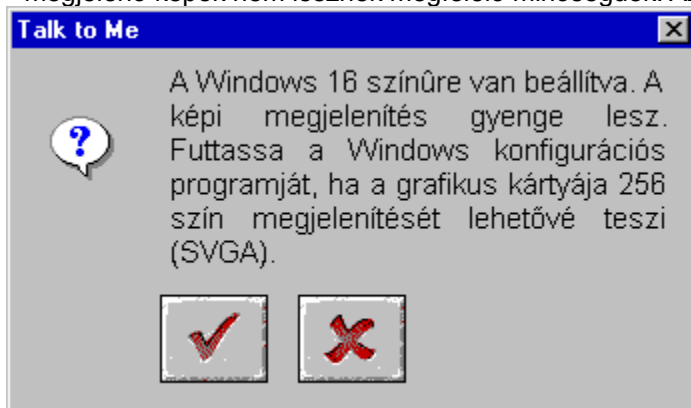 Talk to Me
A Windows 16 színûre van beállítva. A
képi megjelenítés gyenge lesz.
Futtassa a Windows konfigurációs
programját, ha a grafikus kártyája 256
szín megjelenítését lehetővé teszi
(SVGA).